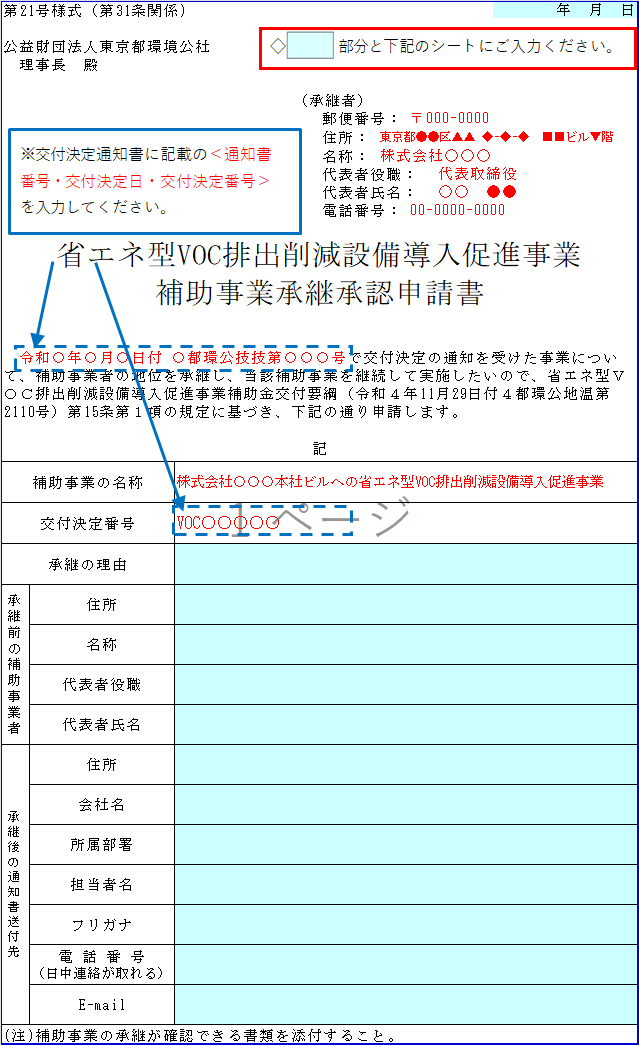 第21号様式（第31条関係）
年　月　日
公益財団法人東京都環境公社
理事長　殿
◇　部分と下記のシートにご入力ください。
（承継者）
郵便番号： 〒000-0000
住所： 東京都●●区▲▲ ◆-◆-◆ ■■ビル▼階
名称： 株式会社○○○
代表者役職： 代表取締役
代表者氏名： ○○ ●●
電話番号： 00-0000-0000
※交付決定通知書に記載の＜通知書
番号・交付決定日・交付決定番号＞
を入力してください。
省エネ型VOC排出削減設備導入促進事業
補助事業承継承認申請書
令和○年○月○日付 ○都環公技技第○○○号で交付決定の通知を受けた事業につい
て、補助事業者の地位を承継し、当該補助事業を継続して実施したいので、省エネ型Ｖ
ＯＣ排出削減設備導入促進事業補助金交付要綱（令和４年11月29日付４都環公地温第
2110号）第15条第１項の規定に基づき、下記の通り申請します。
記
補助事業の名称 株式会社○○○本社ビルへの省エネ型VOC排出削減設備導入促進事業
交付決定番号 VOC○○○○○
１ページ
承継の理由
承継前の補助事業者
住所
名称
代表者役職
代表者氏名
承継後の通知書送付先
住所
会社名
所属部署
担当者名
フリガナ
電話番号
（日中連絡が取れる）
E-mail
(注)補助事業の承継が確認できる書類を添付すること。